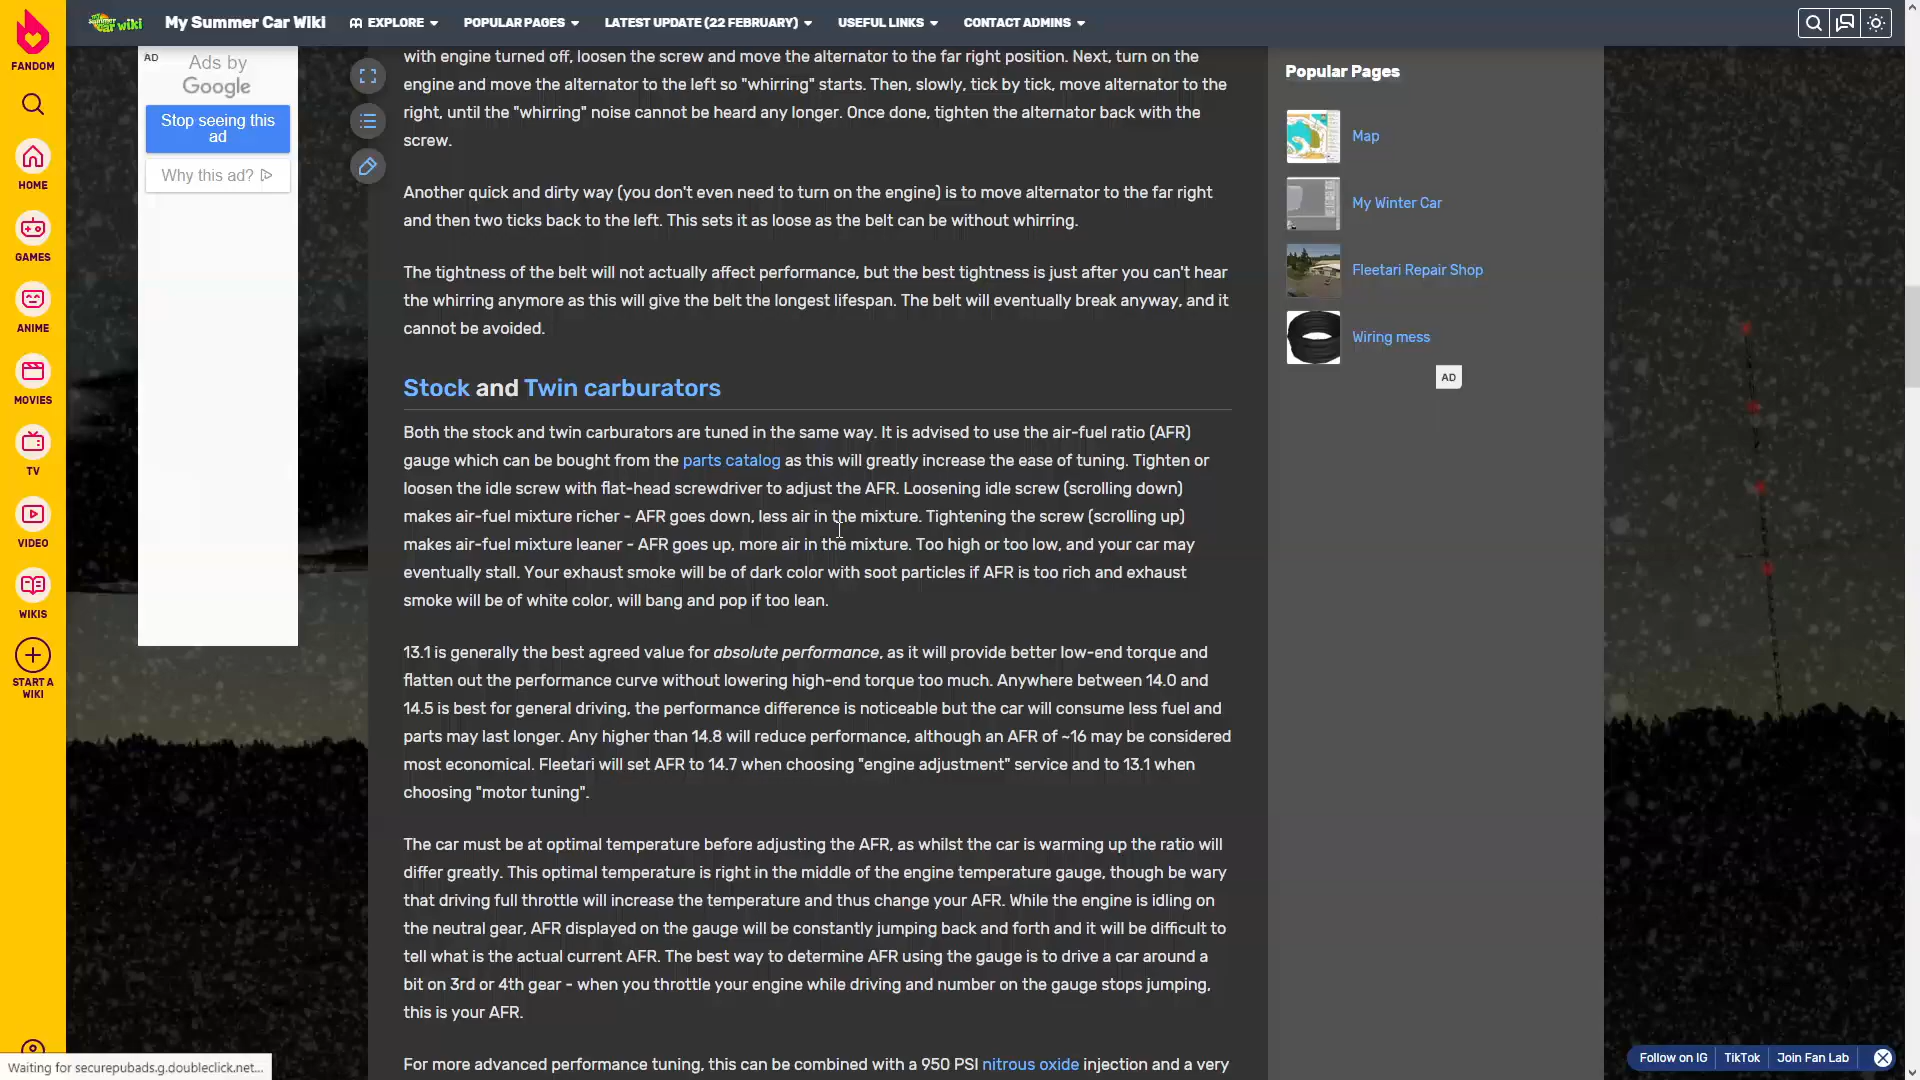 My Summer Car Wiki
EXPLORE
POPULAR PAGES
LATEST UPDATE (22 FEBRUARY)
USEFUL LINKS
CONTACT ADMINS
FANDOM
HOME
GAMES
ANIME
MOVIES
TV
VIDEO
WIKIS
START A
WIKI
AD
Ads by
Google
Stop seeing this
ad
Why this ad?
with engine turned off, loosen the screw and move the alternator to the far right position. Next, turn on the
engine and move the alternator to the left so "whirring" starts. Then, slowly, tick by tick, move alternator to the
right, until the "whirring" noise cannot be heard any longer. Once done, tighten the alternator back with the
screw.
Another quick and dirty way (you don't even need to turn on the engine) is to move alternator to the far right
and then two ticks back to the left. This sets it as loose as the belt can be without whirring.
The tightness of the belt will not actually affect performance, but the best tightness is just after you can't hear
the whirring anymore as this will give the belt the longest lifespan. The belt will eventually break anyway, and it
cannot be avoided.
Stock and Twin carburators
Both the stock and twin carburators are tuned in the same way. It is advised to use the air-fuel ratio (AFR)
gauge which can be bought from the parts catalog as this will greatly increase the ease of tuning. Tighten or
loosen the idle screw with flat-head screwdriver to adjust the AFR. Loosening idle screw (scrolling down)
makes air-fuel mixture richer - AFR goes down, less air in the mixture. Tightening the screw (scrolling up)
makes air-fuel mixture leaner - AFR goes up, more air in the mixture. Too high or too low, and your car may
eventually stall. Your exhaust smoke will be of dark color with soot particles if AFR is too rich and exhaust
smoke will be of white color, will bang and pop if too lean.
13.1 is generally the best agreed value for absolute performance, as it will provide better low-end torque and
flatten out the performance curve without lowering high-end torque too much. Anywhere between 14.0 and
14.5 is best for general driving, the performance difference is noticeable but the car will consume less fuel and
parts may last longer. Any higher than 14.8 will reduce performance, although an AFR of ~16 may be considered
most economical. Fleetari will set AFR to 14.7 when choosing "engine adjustment" service and to 13.1 when
choosing "motor tuning".
The car must be at optimal temperature before adjusting the AFR, as whilst the car is warming up the ratio will
differ greatly. This optimal temperature is right in the middle of the engine temperature gauge, though be wary
that driving full throttle will increase the temperature and thus change your AFR. While the engine is idling on
the neutral gear, AFR displayed on the gauge will be constantly jumping back and forth and it will be difficult to
tell what is the actual current AFR. The best way to determine AFR using the gauge is to drive a car around a
bit on 3rd or 4th gear - when you throttle your engine while driving and number on the gauge stops jumping,
this is your AFR.
For more advanced performance tuning, this can be combined with a 950 PSI nitrous oxide injection and a very
Popular Pages
Map
My Winter Car
Fleetari Repair Shop
Wiring mess
AD
Waiting for securepubads.g.doubleclick.net...
Follow on IG
TikTok
Join Fan Lab